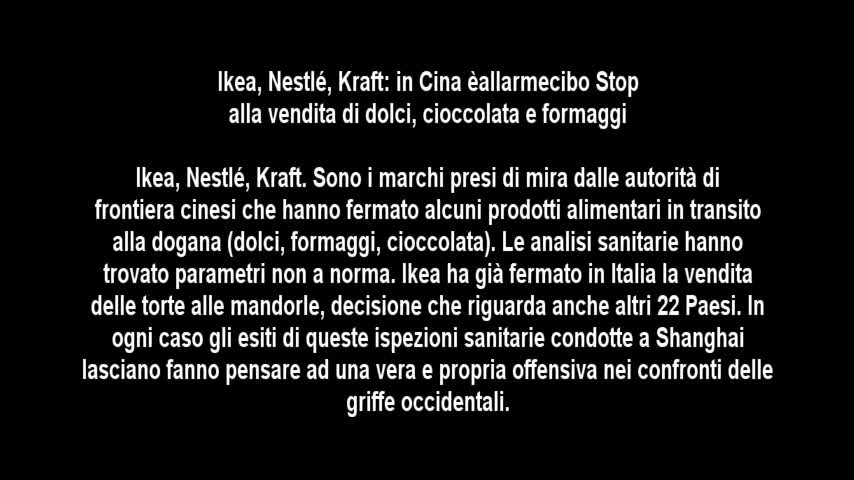 Ikea, Nestlé, Kraft: in Cina èallarmecibo Stop
alla vendita di dolci, cioccolata e formaggi
Ikea, Nestlé, Kraft. Sono i marchi presi di mira dalle autorità di
frontiera cinesi che hanno fermato alcuni prodotti alimentari in transito
alla dogana (dolci, formaggi, cioccolata). Le analisi sanitarie hanno
trovato parametri non a norma. Ikea ha già fermato in Italia la vendita
delle torte alle mandorle, decisione che riguarda anche altri 22 Paesi. In
ogni caso gli esiti di queste ispezioni sanitarie condotte a Shanghai
lasciano fanno pensare ad una vera e propria offensiva nei confronti delle
griffe occidentali.